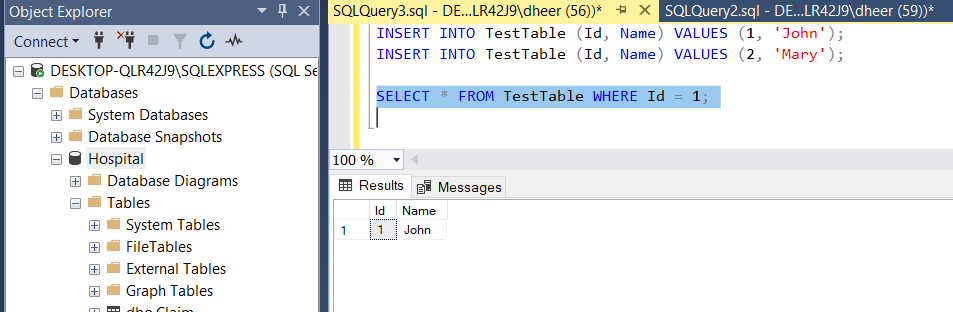 Object Explorer
Connect
DESKTOP-QLR42J9\SQLEXPRESS (SQL Se
Databases
System Databases
Database Snapshots
Hospital
Database Diagrams
Tables
System Tables
FileTables
External Tables
Graph Tables
dbo.Claim
SQLQuery3.sql - DE...LR42J9\dheer (56))*
SQLQuery2.sql - DE...LR42J9\dheer (59))*
INSERT INTO TestTable (Id, Name) VALUES (1, 'John');
INSERT INTO TestTable (Id, Name) VALUES (2, 'Mary');
SELECT * FROM TestTable WHERE Id = 1;
100 %
Results
Messages
Id Name
1 1 John